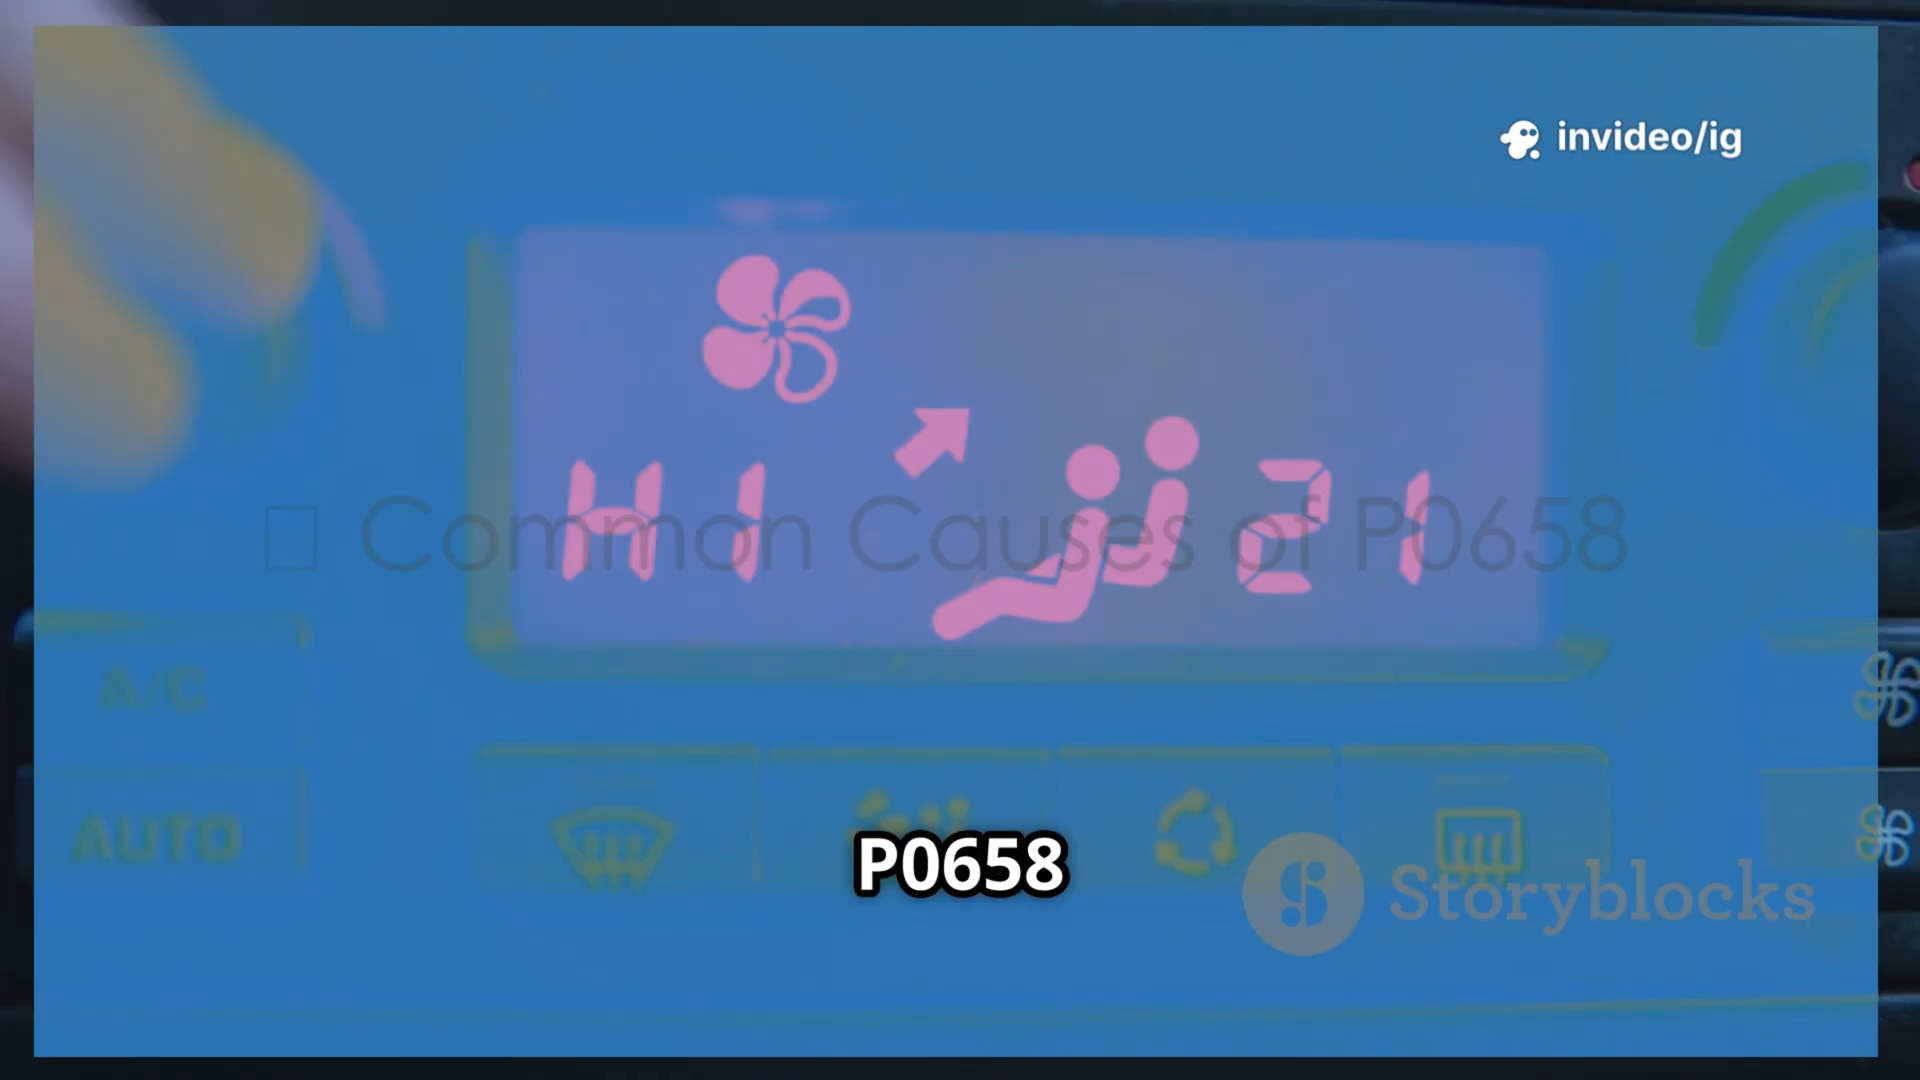 invideo/ig
HI 21
Common Causes of P0658
A/C
AUTO
P0658
Storyblocks